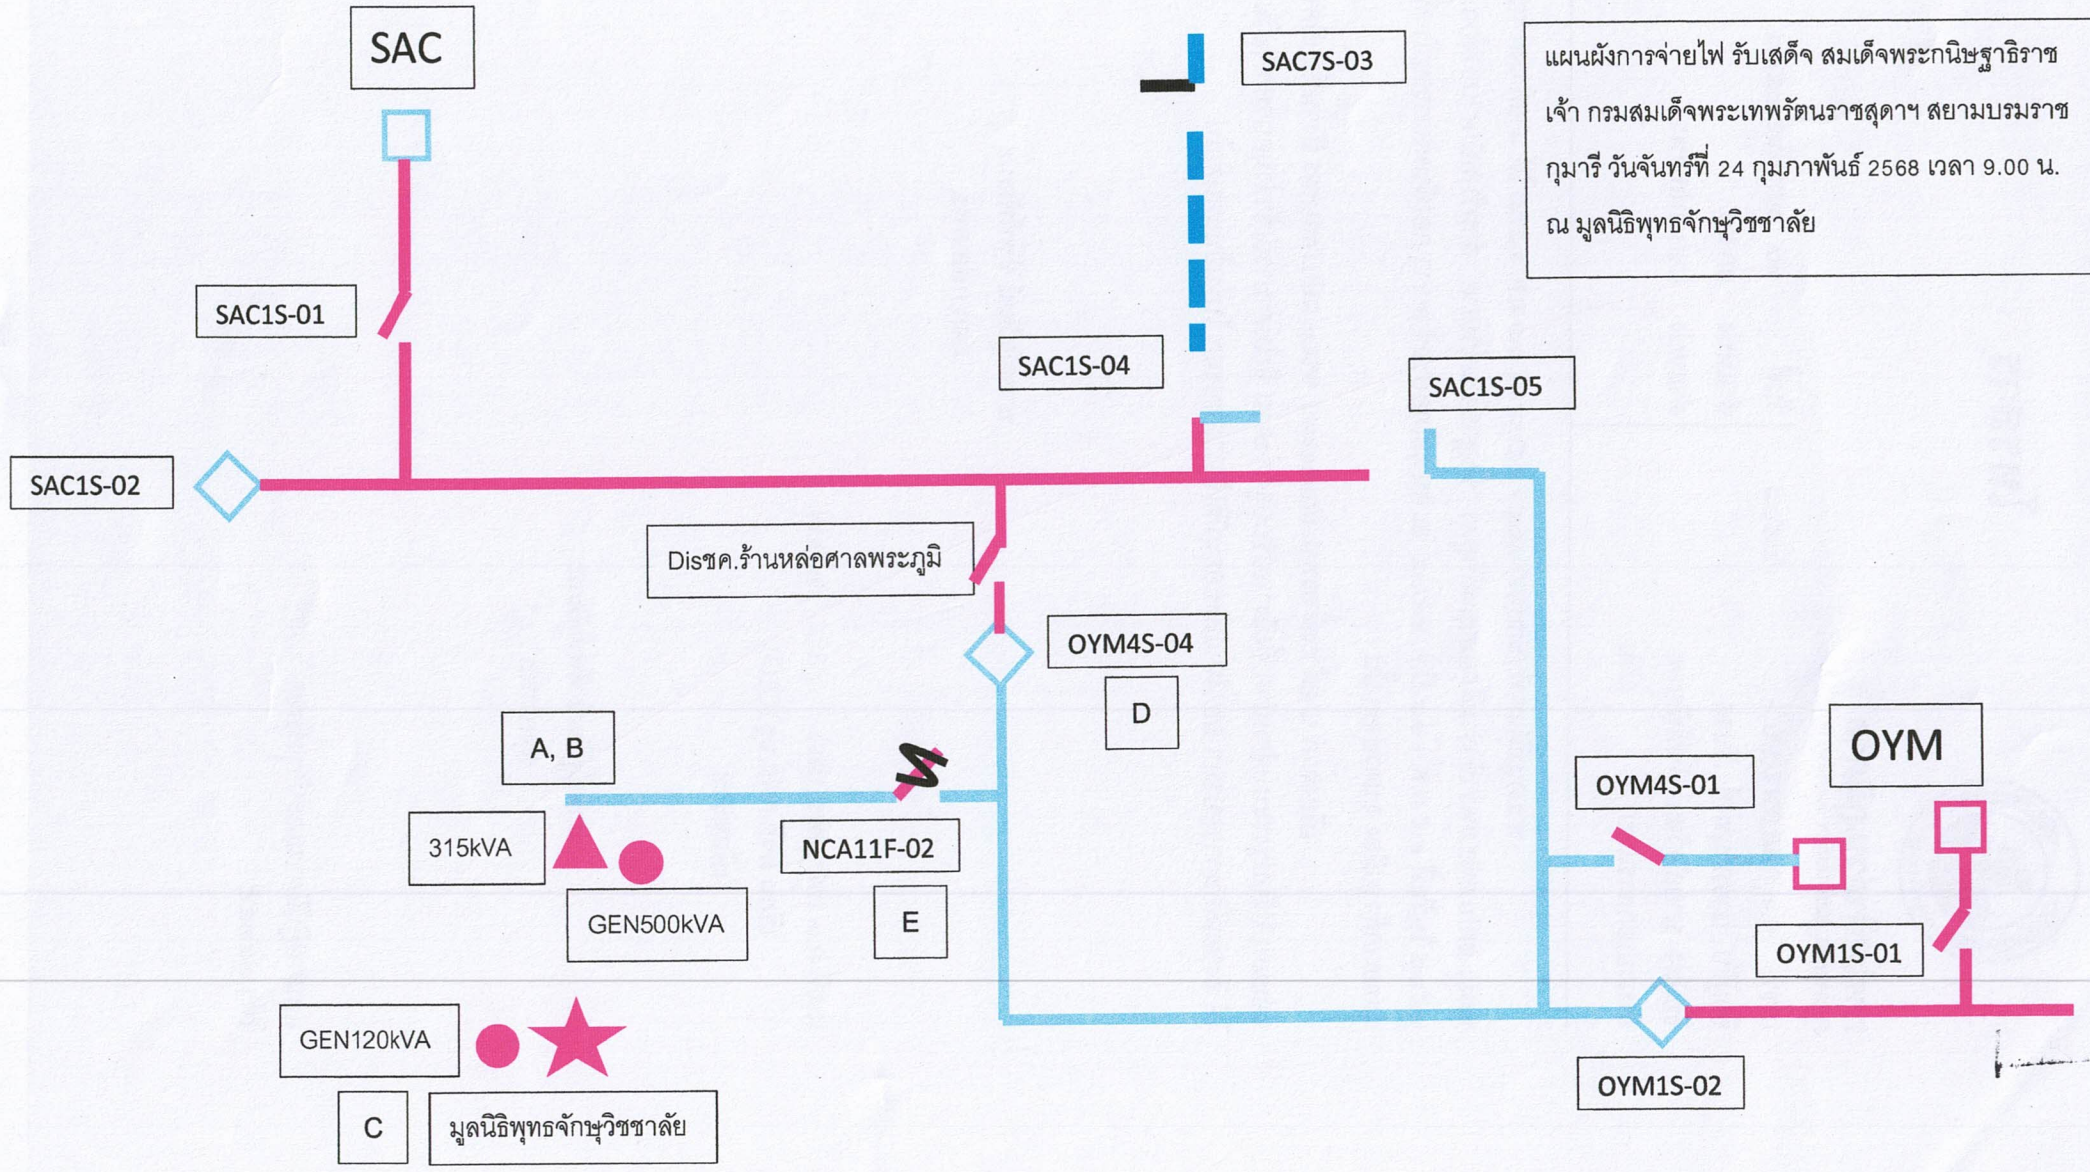 SAC
SAC7S-03
แผนผังการจ่ายไฟ รับเสด็จ สมเด็จพระกนิษฐาธิราช
เจ้า กรมสมเด็จพระเทพรัตนราชสุดาฯ สยามบรมราช
กุมารี วันจันทร์ที่ 24 กุมภาพันธ์ 2568 เวลา 9.00 น.
ณ มูลนิธิพุทธจักษุวิชชาลัย
SAC1S-01
SAC1S-04
SAC1S-05
SAC1S-02
Disชค.ร้านหล่อศาลพระภูมิ
OYM4S-04
D
A, B
OYM
OYM4S-01
315kVA
NCA11F-02
GEN500kVA
E
OYM1S-01
GEN120kVA
OYM1S-02
C
มูลนิธิพุทธจักษุวิชชาลัย